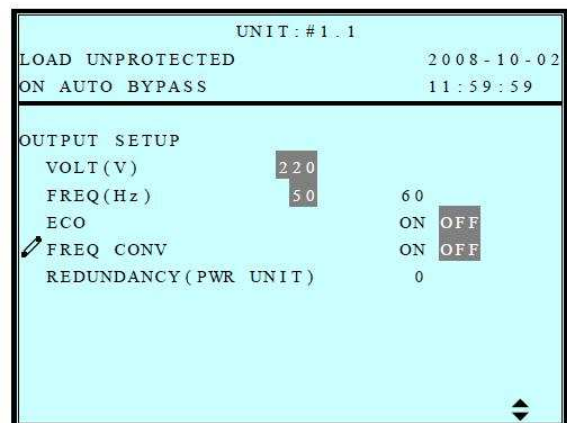 UNIT:#1.1
LOAD UNPROTECTED 2008-10-02
ON AUTO BYPASS 11:59:59
OUTPUT SETUP
VOLT(V) 220
FREQ(Hz) 50 60
ECO ON OFF
FREQ CONV ON OFF
REDUNDANCY(PWR UNIT) 0